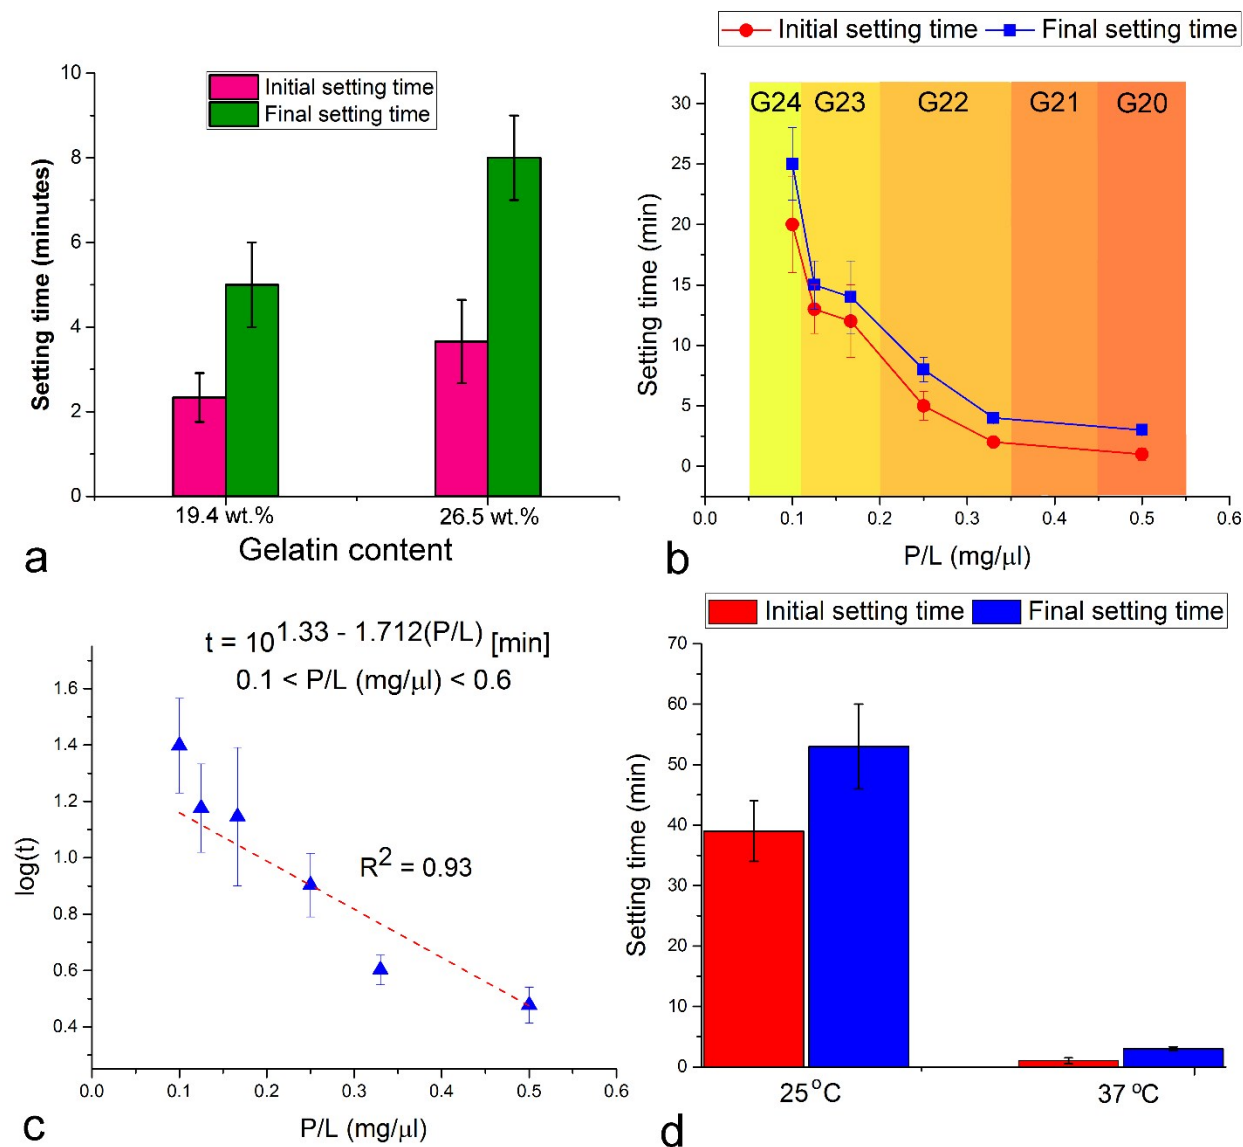 Initial setting time
Final setting time
Setting time (minutes)
10
8
6
4
2
0
19.4 wt.%
26.5 wt.%
Gelatin content
a
Initial setting time Final setting time
G24 G23 G22 G21 G20
Setting time (min)
30
25
20
15
10
5
0
0.0 0.1 0.2 0.3 0.4 0.5 0.6
P/L (mg/μl)
b
t = 10^1.33 - 1.712(P/L) [min]
0.1 < P/L (mg/μl) < 0.6
R² = 0.93
log(t)
1.6
1.4
1.2
1.0
0.8
0.6
0.4
0.0 0.1 0.2 0.3 0.4 0.5 0.6
P/L (mg/μl)
c
Initial setting time Final setting time
Setting time (min)
70
60
50
40
30
20
10
0
25 °C
37 °C
d